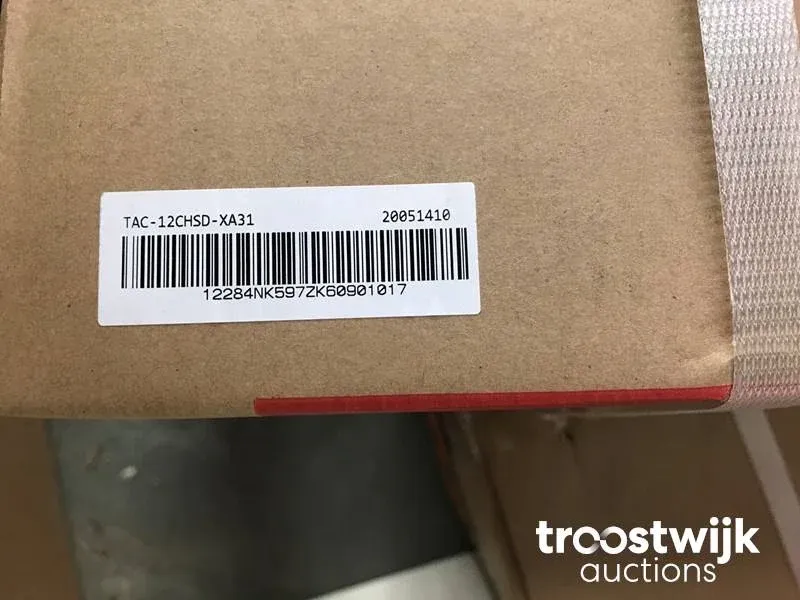 TAC-12CHSD-XA31 20051410
12284NK597ZK60901017
troostwijk
auctions